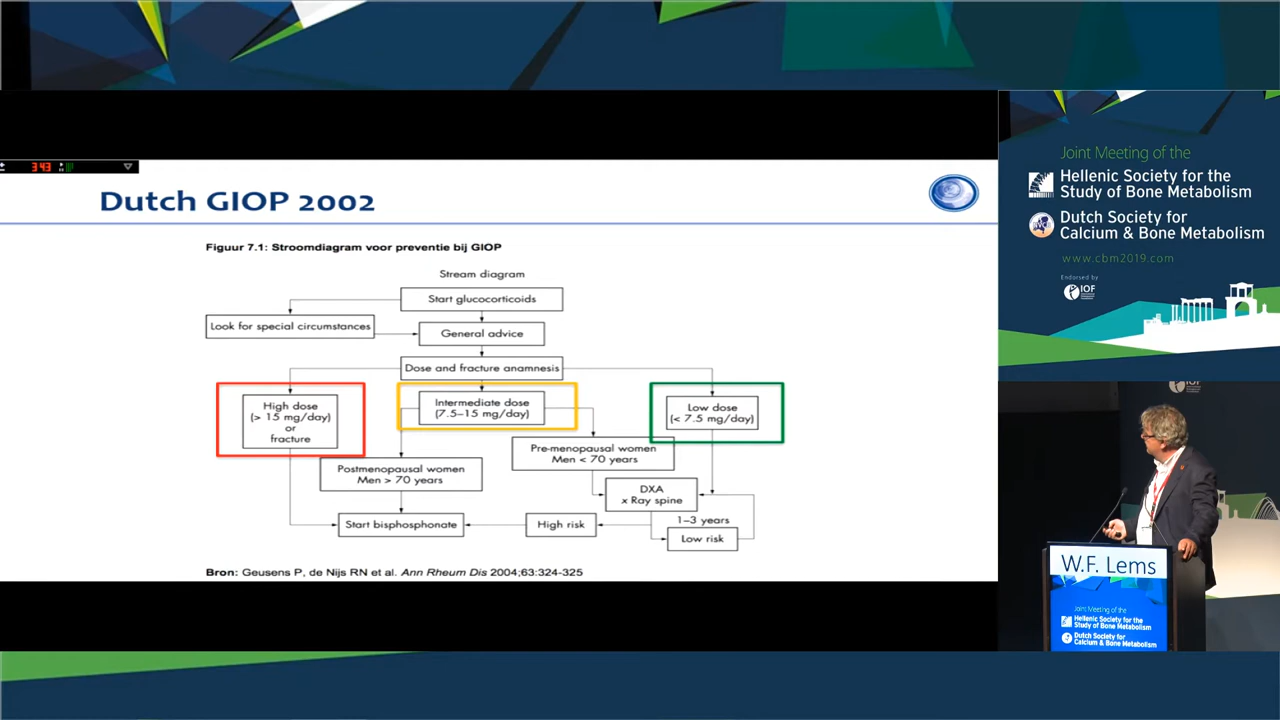 343
Dutch GIOP 2002
Figuur 7.1: Stroomdiagram voor preventie bij GIOP
Stream diagram
Start glucocorticoids
Look for special circumstances
General advice
Dose and fracture anamnesis
High dose
(> 15 mg/day)
or
fracture
Intermediate dose
(7.5–15 mg/day)
Low dose
(< 7.5 mg/day)
Pre-menopausal women
Men < 70 years
Postmenopausal women
Men > 70 years
DXA
x Ray spine
1–3 years
Start bisphosphonate
High risk
Low risk
Bron: Geusens P, de Nijs RN et al. Ann Rheum Dis 2004;63:324-325
Joint Meeting of the
Hellenic Society for the
Study of Bone Metabolism
Dutch Society for
Calcium & Bone Metabolism
www.cbm2019.com
Endorsed by
IOF
IOF
W.F. Lems
Joint Meeting of the
Hellenic Society for the
Study of Bone Metabolism
Dutch Society for
Calcium & Bone Metabolism